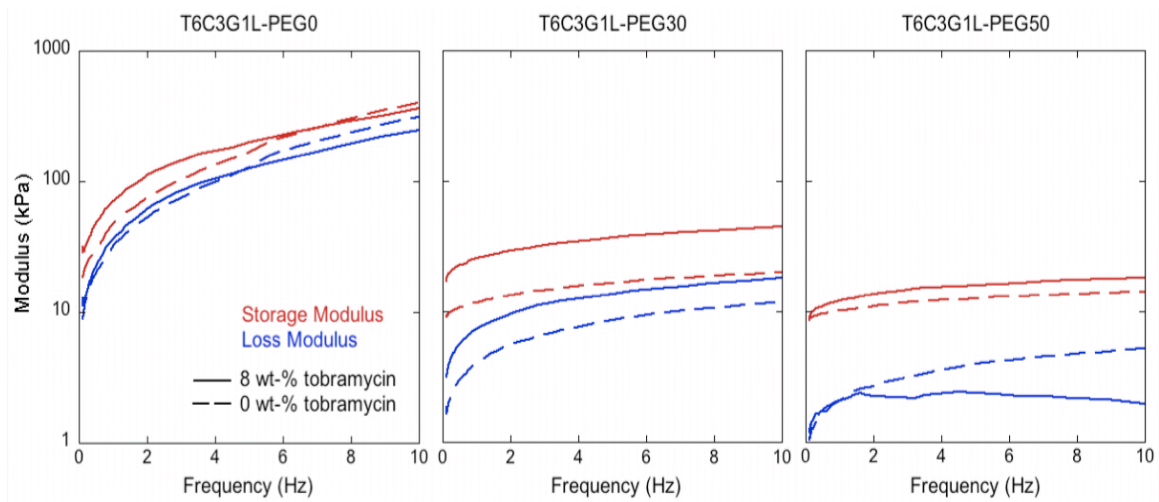 T6C3G1L-PEG0
T6C3G1L-PEG30
T6C3G1L-PEG50
Modulus (kPa)
1000
100
10
1
Storage Modulus
Loss Modulus
8 wt-% tobramycin
0 wt-% tobramycin
0 2 4 6 8 10
0 2 4 6 8 10
0 2 4 6 8 10
Frequency (Hz)
Frequency (Hz)
Frequency (Hz)